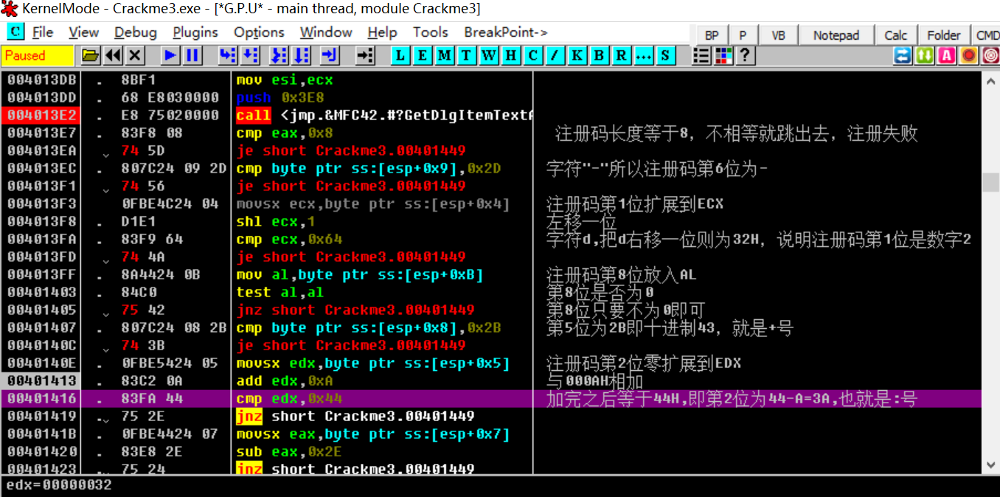 KernelMode - Crackme3.exe - [*G.P.U* - main thread, module Crackme3]
C File View Debug Plugins Options Window Help Tools BreakPoint-> BP P VB Notepad Calc Folder CMD
Paused L E M T W H C / K B R ... S ? A
004013DB . 8BF1 mov esi,ecx
004013DD . 68 E8030000 push 0x3E8
004013E2 . E8 75020000 call <jmp.&MFC42.#?GetDlgItemTextA
004013E7 . 83F8 08 cmp eax,0x8 注册码长度等于8，不相等就跳出去，注册失败
004013EA . 74 5D je short Crackme3.00401449
004013EC . 807C24 09 2D cmp byte ptr ss:[esp+0x9],0x2D 字符"-"所以注册码第6位为-
004013F1 . 74 56 je short Crackme3.00401449
004013F3 . 0FBE4C24 04 movsx ecx,byte ptr ss:[esp+0x4] 注册码第1位扩展到ECX
004013F8 . D1E1 shl ecx,1 左移一位
004013FA . 83F9 64 cmp ecx,0x64 字符d,把d右移一位则为32H，说明注册码第1位是数字2
004013FD . 74 4A je short Crackme3.00401449
004013FF . 8A4424 0B mov al,byte ptr ss:[esp+0xB] 注册码第8位放入AL
00401403 . 84C0 test al,al 第8位是否为0
00401405 . 75 42 jnz short Crackme3.00401449 第8位只要不为0即可
00401407 . 807C24 08 2B cmp byte ptr ss:[esp+0x8],0x2B 第5位为2B即十进制43，就是+号
0040140C . 74 3B je short Crackme3.00401449
0040140E . 0FBE5424 05 movsx edx,byte ptr ss:[esp+0x5] 注册码第2位零扩展到EDX
00401413 . 83C2 0A add edx,0xA 与000AH相加
00401416 . 83FA 44 cmp edx,0x44 加完之后等于44H,即第2位为44-A=3A,也就是:号
00401419 . 75 2E jnz short Crackme3.00401449
0040141B . 0FBE4424 07 movsx eax,byte ptr ss:[esp+0x7]
00401420 . 83E8 2E sub eax,0x2E
00401423 . 75 24 jnz short Crackme3.00401449
edx=00000032